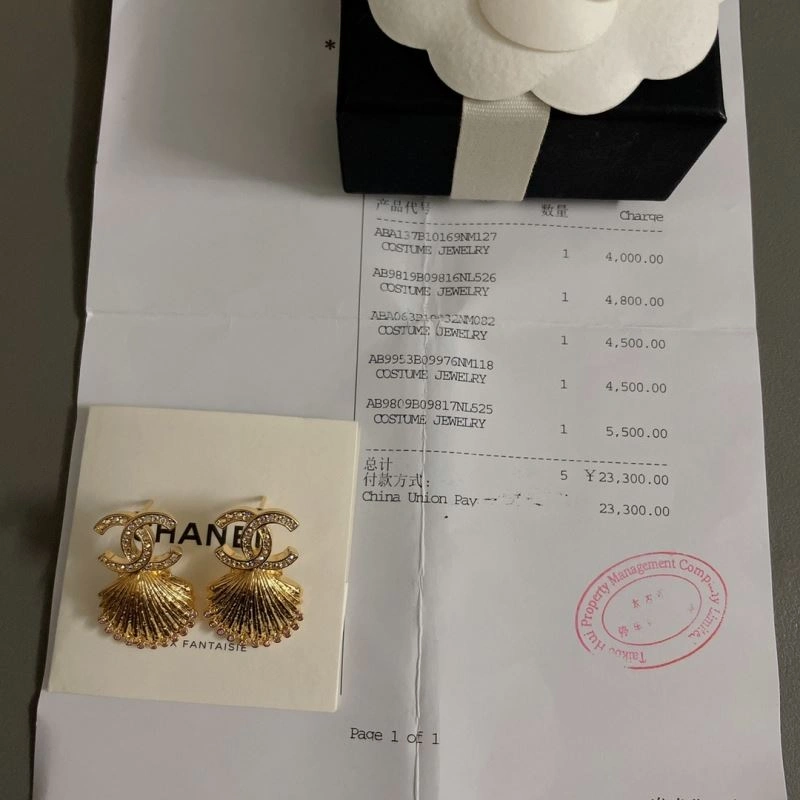 *
产品代号 数量 Charge
ABA137B10169NM127
COSTUME JEWELRY 1 4,000.00
AB9819B09816NL526
COSTUME JEWELRY 1 4,800.00
COSTUME JEWELRY 1 4,500.00
AB9953B09976NM118
COSTUME JEWELRY 1 4,500.00
AB9809B09817NL525
COSTUME JEWELRY 1 5,500.00
总计 5 ¥23,300.00
付款方式:
China Union Pay 23,300.00
CHANEL
FANTAISIE
Taikoo Hui Property Management Company Limited
Page 1 of 1